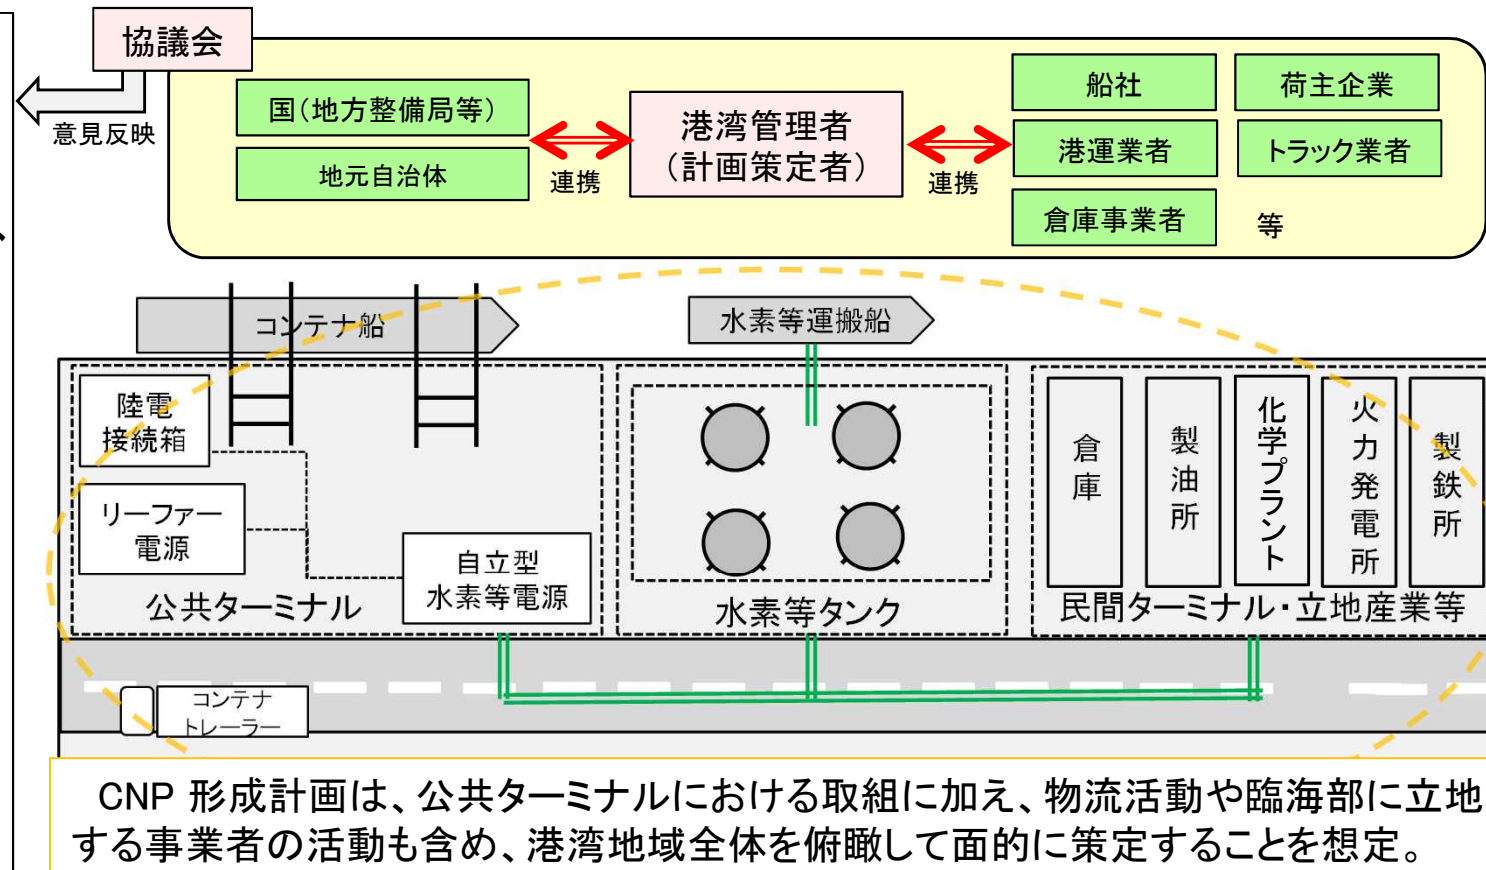 協議会
意見反映
国(地方整備局等)
地元自治体
連携
港湾管理者
(計画策定者)
連携
船社
荷主企業
港運業者
トラック業者
倉庫事業者
等
、
コンテナ船
水素等運搬船
陸電
接続箱
リーファー
電源
自立型
水素等電源
公共ターミナル
水素等タンク
倉庫
製油所
化学プラント
火力発電所
製鉄所
民間ターミナル・立地産業等
コンテナ
トレーラー
CNP 形成計画は、公共ターミナルにおける取組に加え、物流活動や臨海部に立地
する事業者の活動も含め、港湾地域全体を俯瞰して面的に策定することを想定。